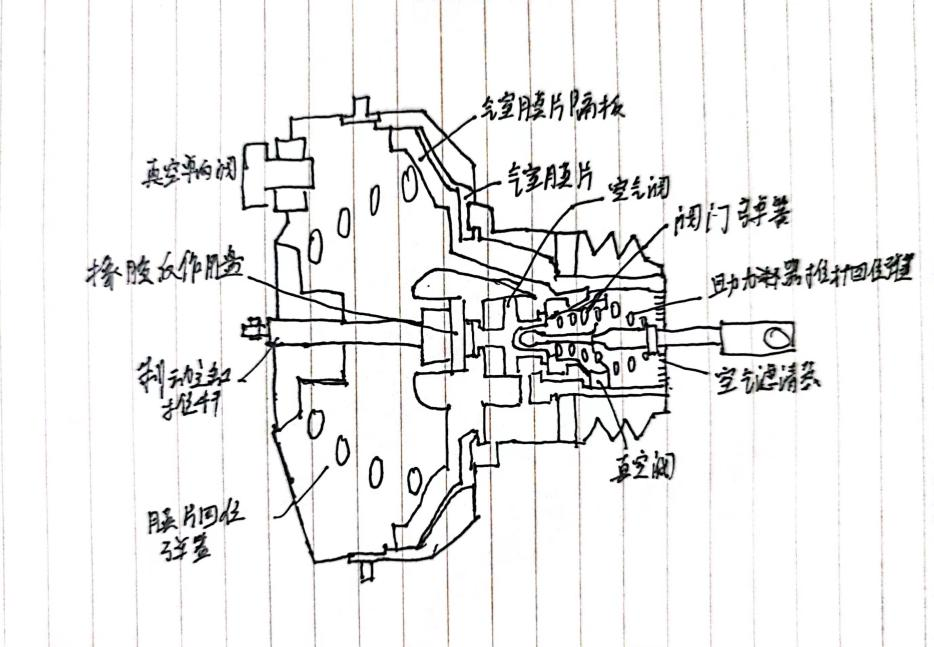 气室膜片隔板
真空单向阀
气室膜片
空气阀
阀门弹簧
橡胶反作用盘
助力器推杆回位弹簧
制动主缸
推杆
空气滤清器
真空阀
膜片回位
弹簧